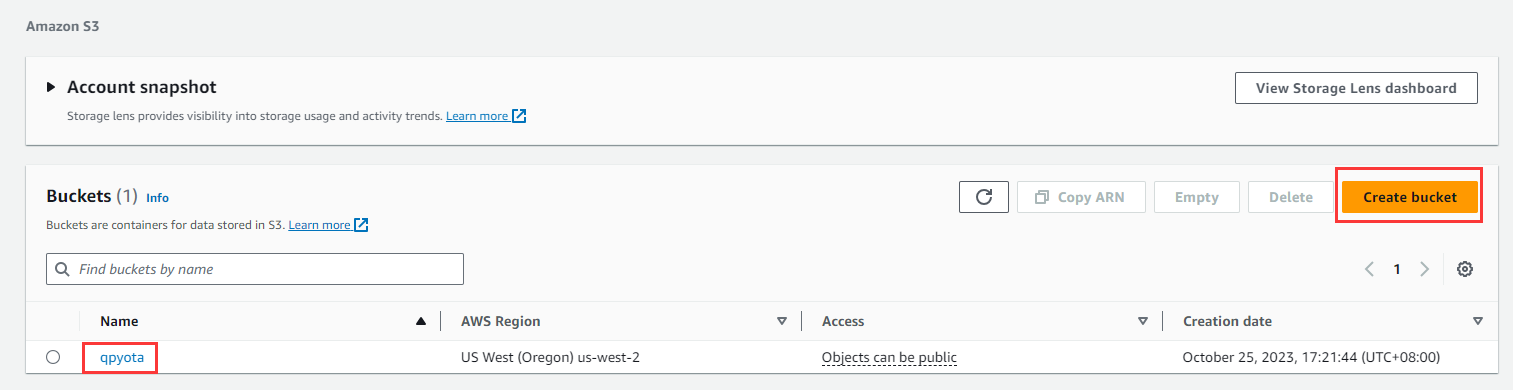 Amazon S3
Account snapshot
View Storage Lens dashboard
Storage lens provides visibility into storage usage and activity trends. Learn more
Buckets (1) Info
Copy ARN
Empty
Delete
Create bucket
Buckets are containers for data stored in S3. Learn more
Find buckets by name
1
Name AWS Region Access Creation date
qpyota US West (Oregon) us-west-2 Objects can be public October 25, 2023, 17:21:44 (UTC+08:00)